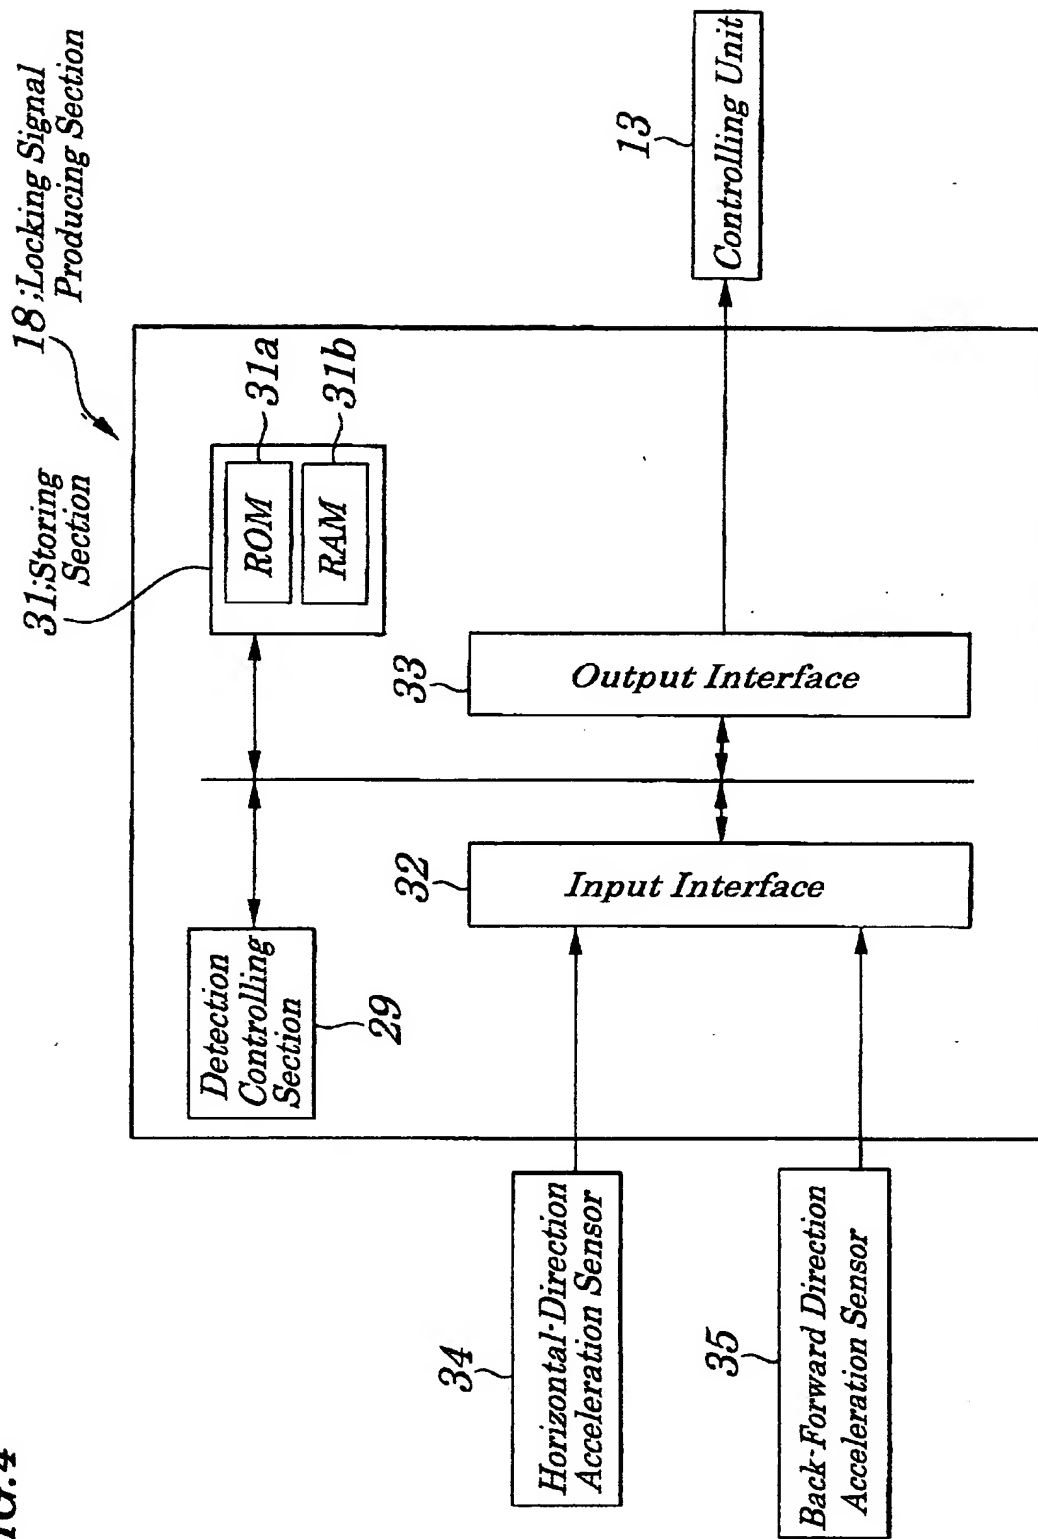 18;Locking Signal
Producing Section
31;Storing
Section
ROM
31a
RAM
31b
Detection
Controlling
Section
29
33
Output Interface
32
Input Interface
13
Controlling Unit
34
Horizontal-Direction
Acceleration Sensor
35
Back-Forward Direction
Acceleration Sensor